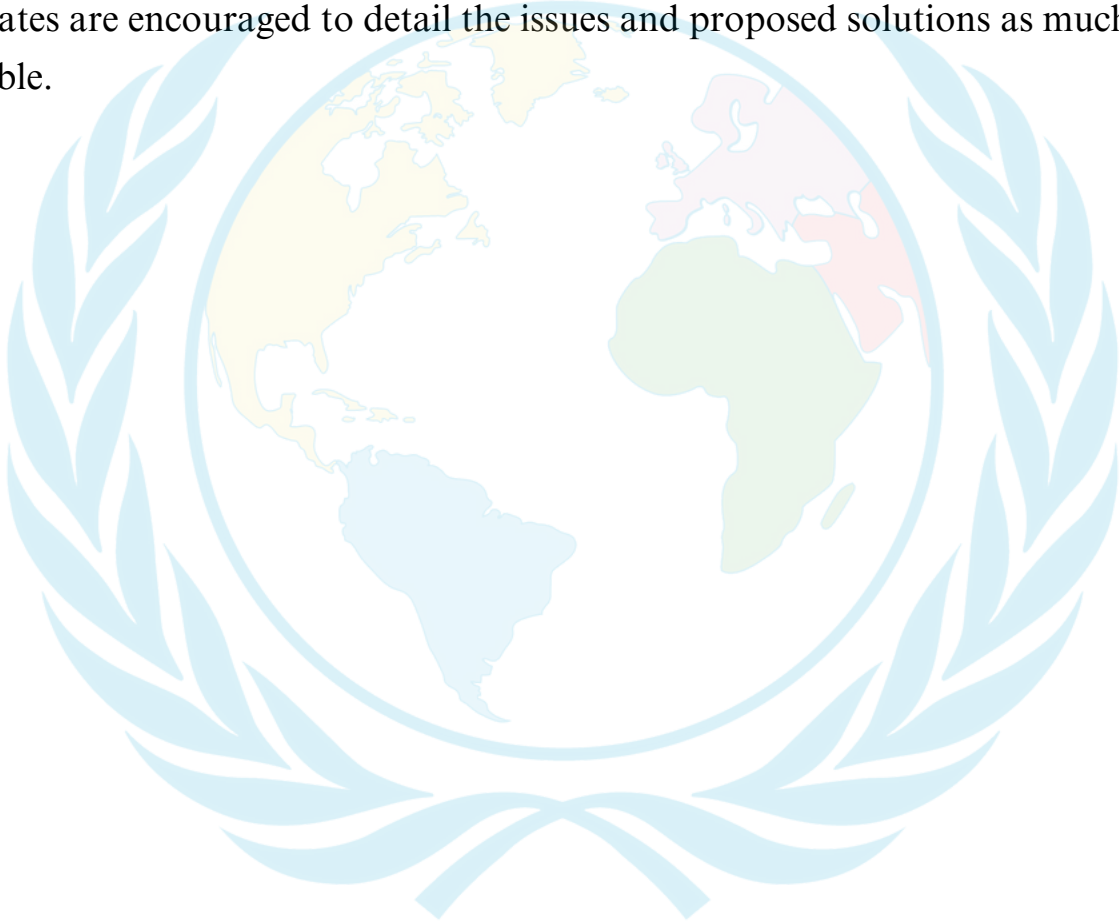 ates are encouraged to detail the issues and proposed solutions as much
ble.